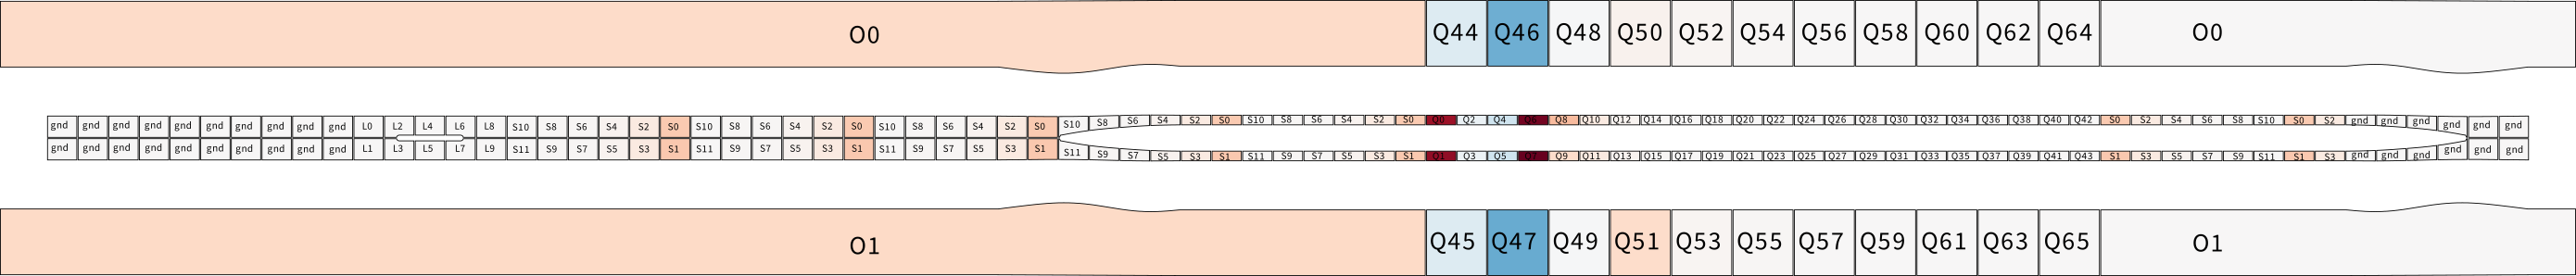 O0 Q44 Q46 Q48 Q50 Q52 Q54 Q56 Q58 Q60 Q62 Q64 O0
gnd gnd gnd gnd gnd gnd gnd gnd gnd gnd L0 L2 L4 L6 L8 S10 S8 S6 S4 S2 S0 S10 S8 S6 S4 S2 S0 S10 S8 S6 S4 S2 S0 S10 S8 S6 S4 S2 S0 S10 S8 S6 S4 S2 S0 Q0 Q2 Q4 Q6 Q8 Q10 Q12 Q14 Q16 Q18 Q20 Q22 Q24 Q26 Q28 Q30 Q32 Q34 Q36 Q38 Q40 Q42 S0 S2 S4 S6 S8 S10 S0 S2 gnd gnd gnd gnd gnd gnd
gnd gnd gnd gnd gnd gnd gnd gnd gnd gnd L1 L3 L5 L7 L9 S11 S9 S7 S5 S3 S1 S11 S9 S7 S5 S3 S1 S11 S9 S7 S5 S3 S1 S11 S9 S7 S5 S3 S1 S11 S9 S7 S5 S3 S1 Q1 Q3 Q5 Q7 Q9 Q11 Q13 Q15 Q17 Q19 Q21 Q23 Q25 Q27 Q29 Q31 Q33 Q35 Q37 Q39 Q41 Q43 S1 S3 S5 S7 S9 S11 S1 S3 gnd gnd gnd gnd gnd gnd
O1 Q45 Q47 Q49 Q51 Q53 Q55 Q57 Q59 Q61 Q63 Q65 O1